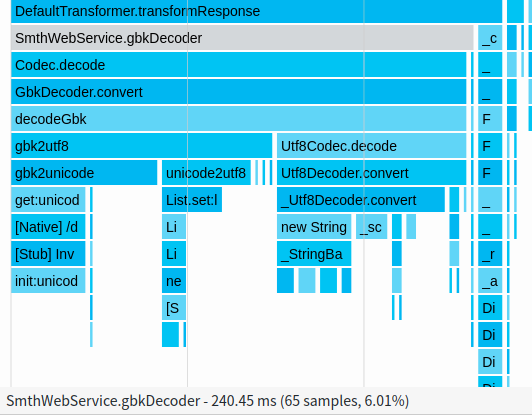 DefaultTransformer.transformResponse
SmthWebService.gbkDecoder _c
Codec.decode _
GbkDecoder.convert _
decodeGbk F
gbk2utf8 Utf8Codec.decode F
gbk2unicode unicode2utf8 Utf8Decoder.convert F
get:unicod List.set:l _Utf8Decoder.convert _
[Native] /d Li new String __sc _
[Stub] Inv Li _StringBa _r
init:unicod ne _a
[S Di
Di
Di
SmthWebService.gbkDecoder - 240.45 ms (65 samples, 6.01%)